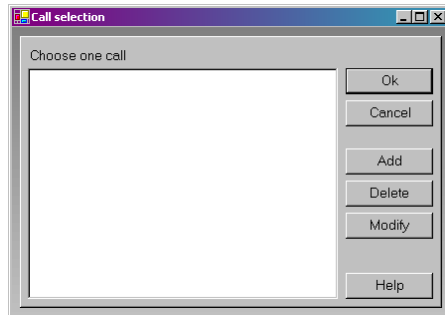 Call selection
Choose one call
Ok
Cancel
Add
Delete
Modify
Help